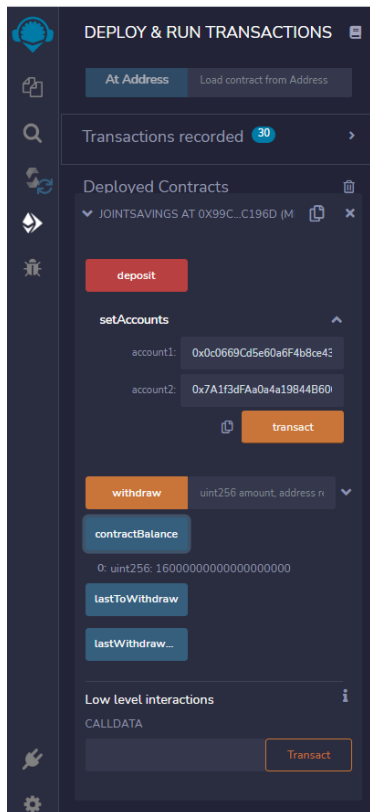 DEPLOY & RUN TRANSACTIONS
At Address Load contract from Address
Transactions recorded 30
Deployed Contracts
JOINTSAVINGS AT 0X99C...C196D (M
deposit
setAccounts
account1: 0x0c0669Cd5e60a6F4b8ce43
account2: 0x7A1f3dFAa0a4a19844B60
transact
withdraw uint256 amount, address r
contractBalance
0: uint256: 16000000000000000000
lastToWithdraw
lastWithdraw...
Low level interactions
CALLDATA
Transact